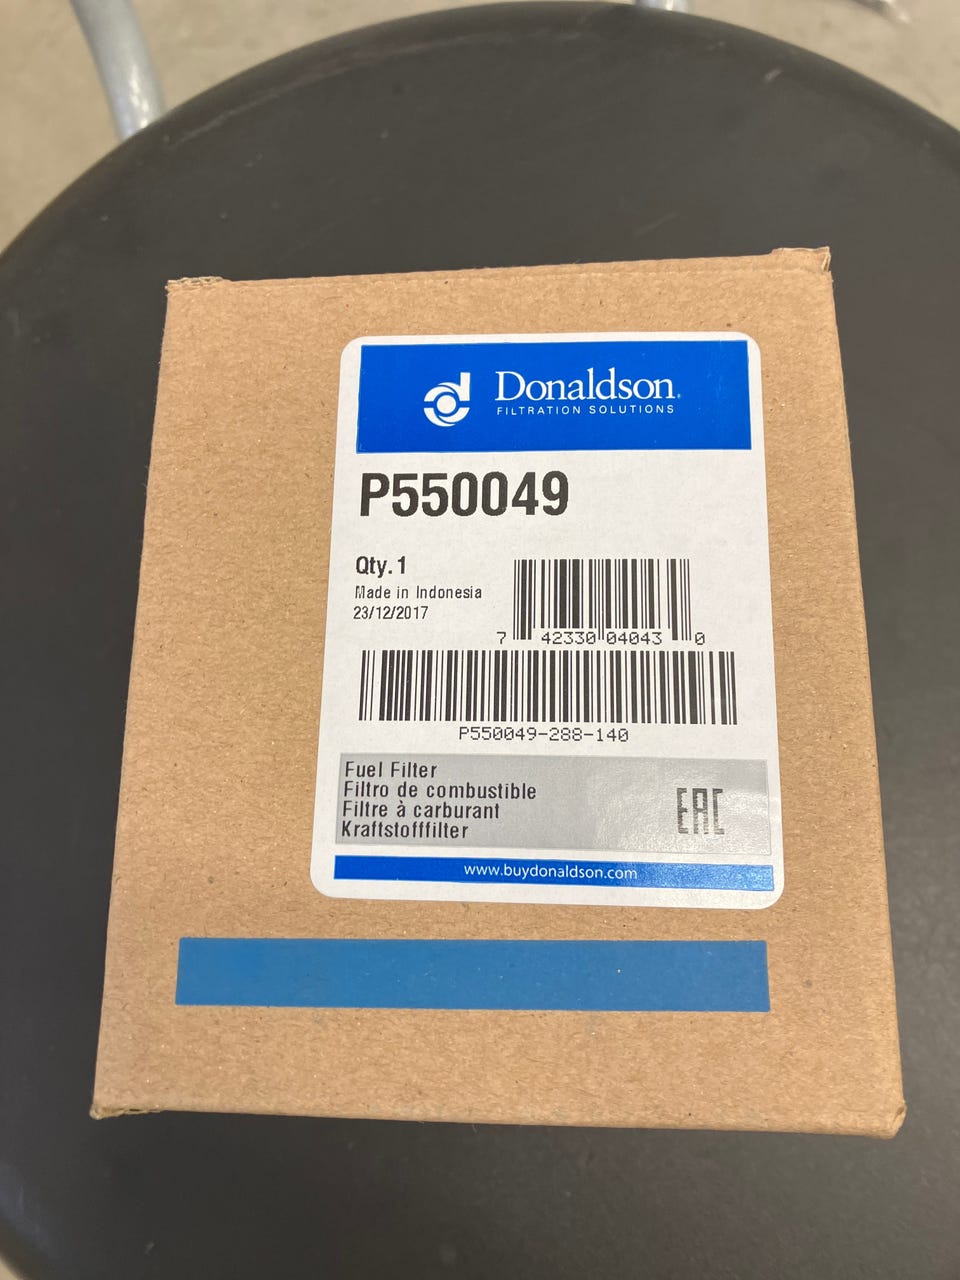 Donaldson®
FILTRATION SOLUTIONS
P550049
Qty. 1
Made in Indonesia
23/12/2017
7 42330 04043 0
P550049-288-140
Fuel Filter
Filtro de combustible
Filtre à carburant
Kraftstofffilter
EAC
www.buydonaldson.com